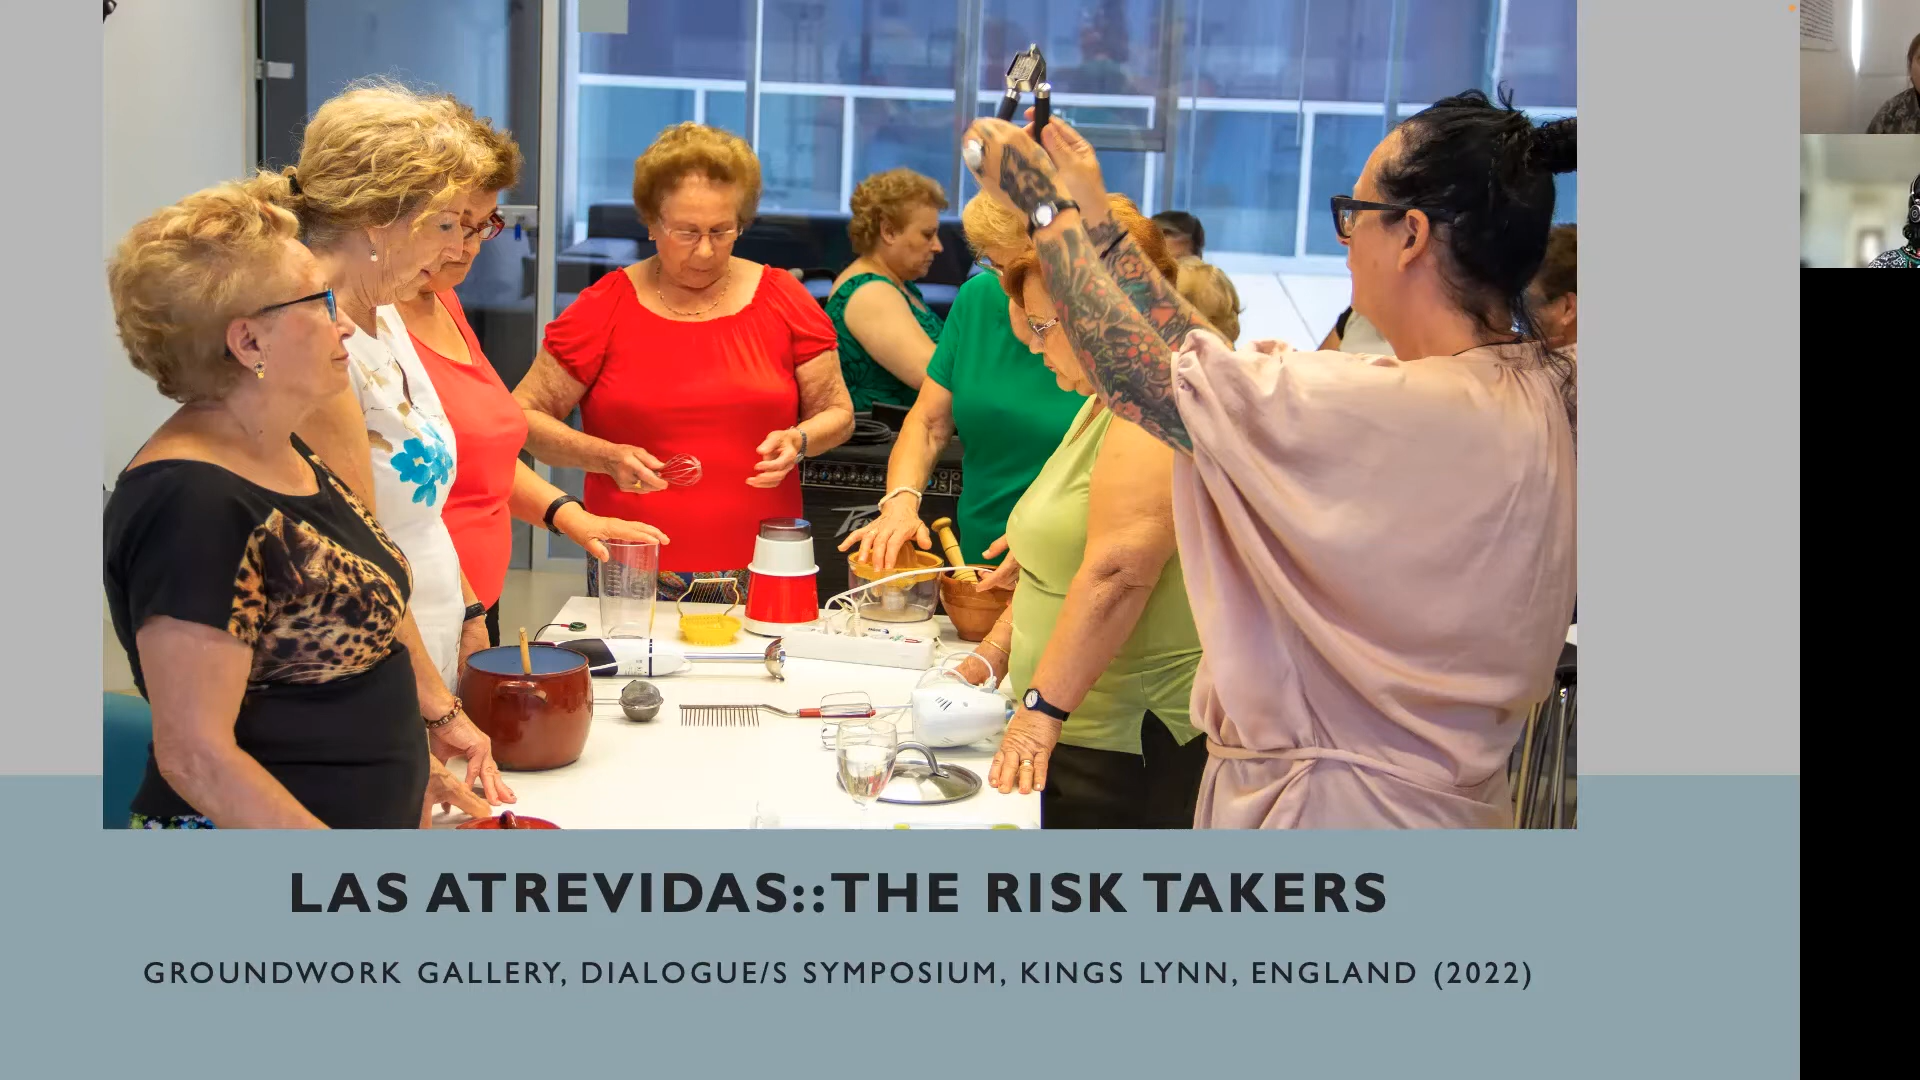 LAS ATREVIDAS::THE RISK TAKERS
GROUNDWORK GALLERY, DIALOGUE/S SYMPOSIUM, KINGS LYNN, ENGLAND (2022)